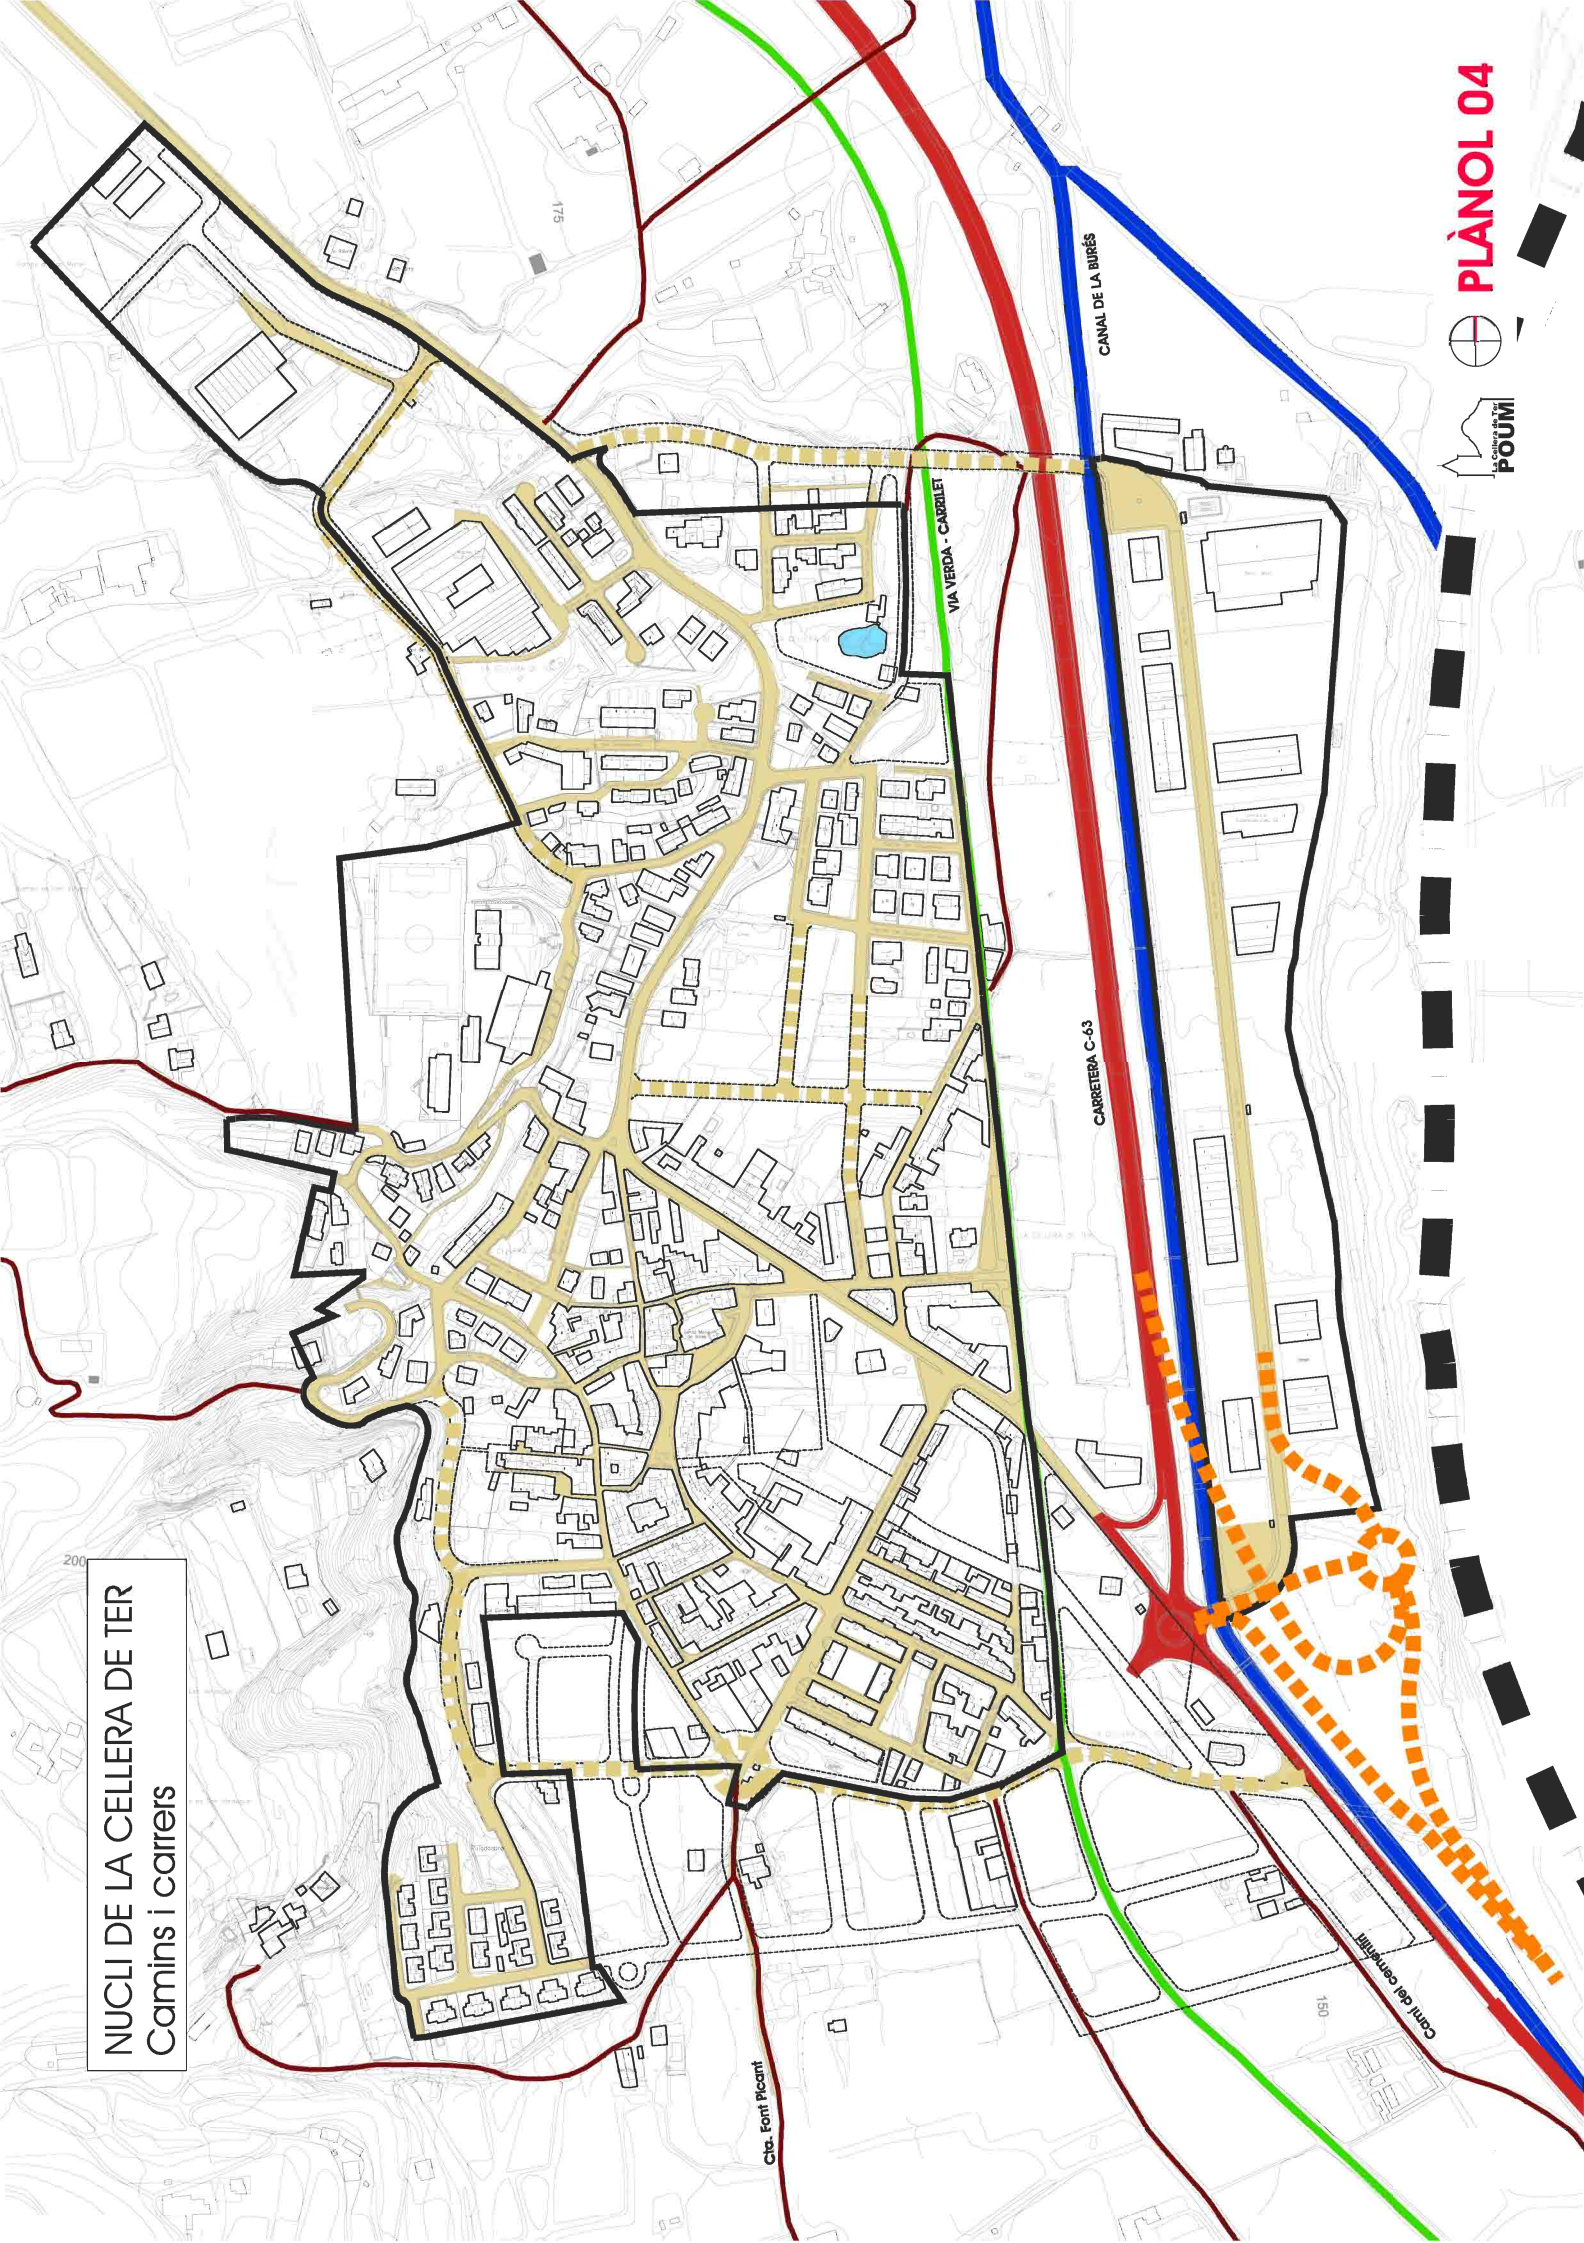 NUCLI DE LA CELLERA DE TER
Camins i carrers
200
175
CANAL DE LA BURÉS
VIA VERDA - CARRILET
CARRETERA C-63
Cta. Font Picant
Camí del cementiri
150
La Cellera de Ter
POUM
PLÀNOL 04